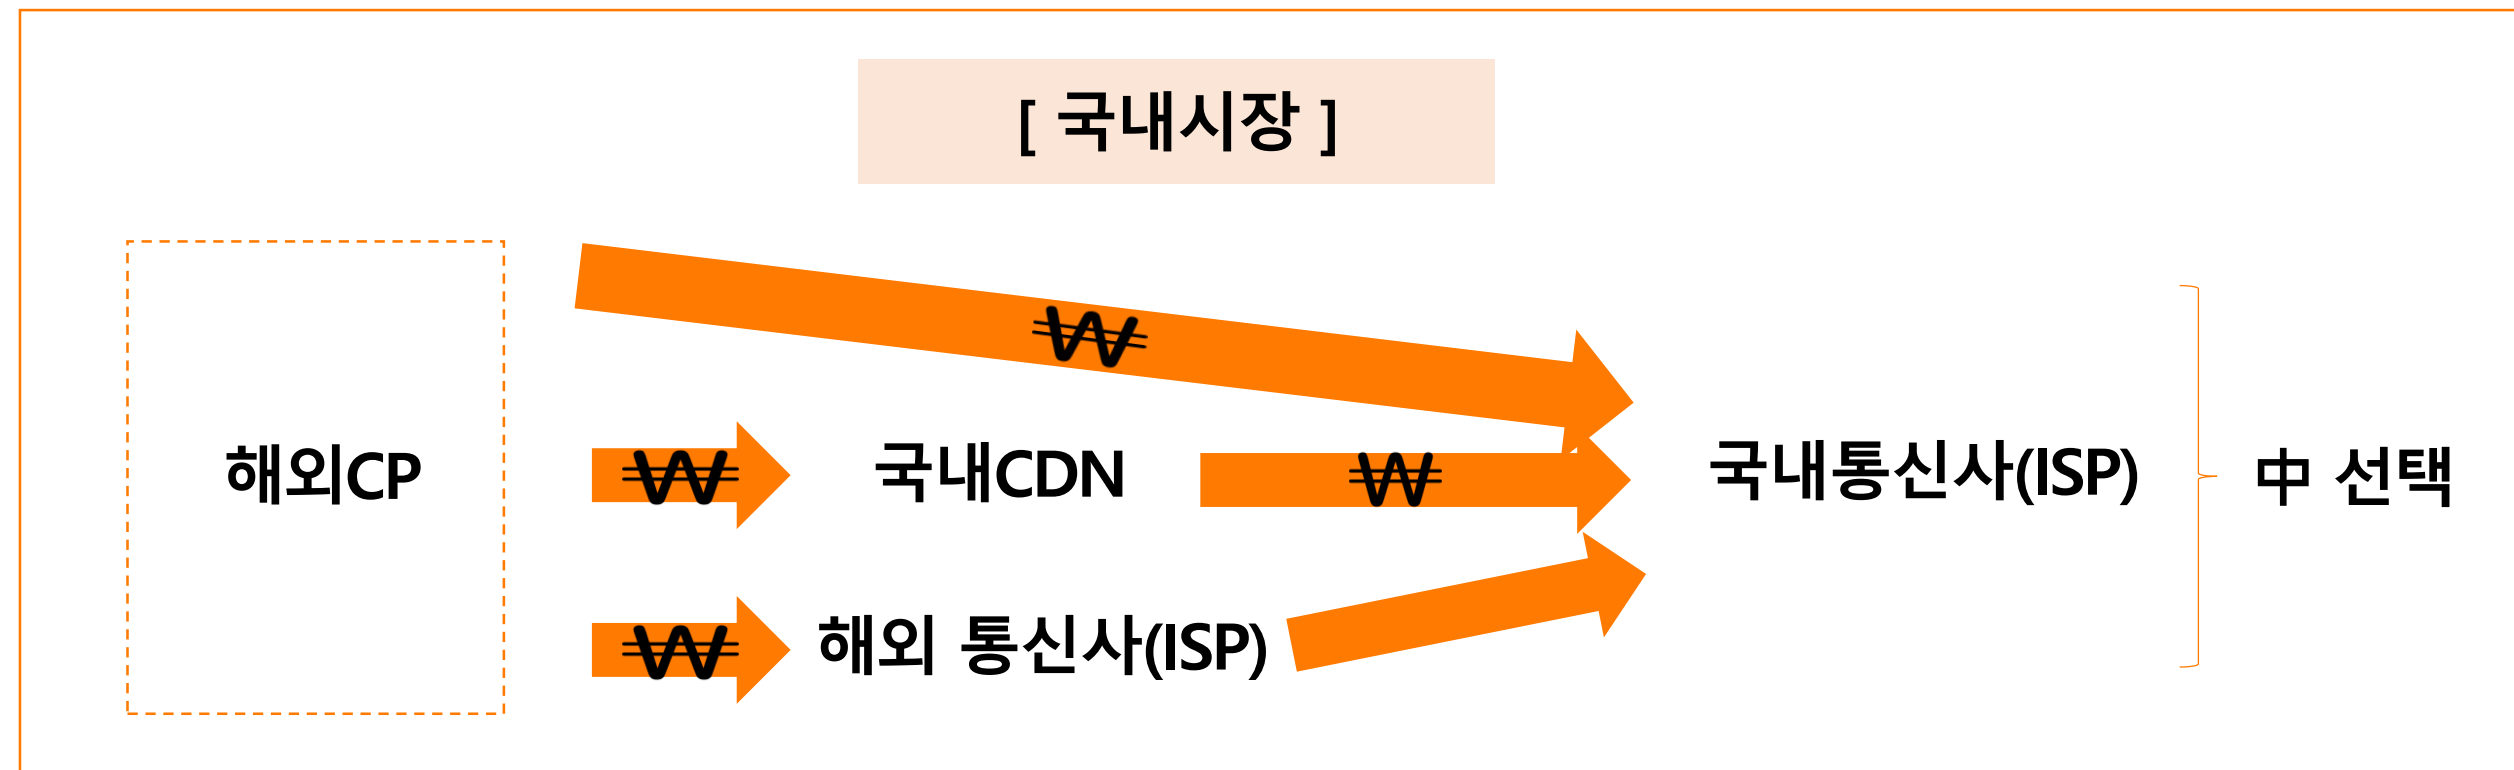 [ 국내시장 ]
₩
해외CP
₩
국내CDN
₩
국내통신사(ISP)
中 선택
₩
해외 통신사(ISP)